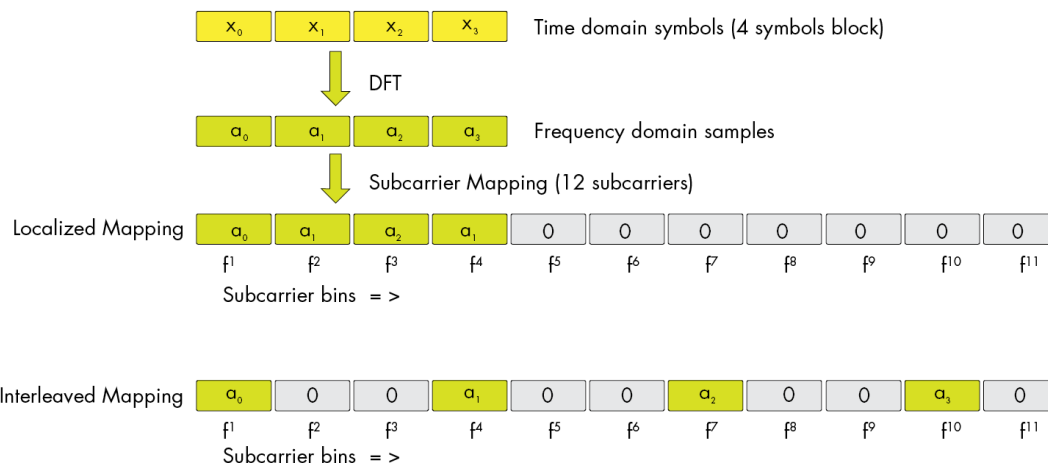 x₀ x₁ x₂ x₃ Time domain symbols (4 symbols block)
DFT
a₀ a₁ a₂ a₃ Frequency domain samples
Subcarrier Mapping (12 subcarriers)
Localized Mapping a₀ a₁ a₂ a₁ 0 0 0 0 0 0 0
f¹ f² f³ f⁴ f⁵ f⁶ f⁷ f⁸ f⁹ f¹⁰ f¹¹
Subcarrier bins = >
Interleaved Mapping a₀ 0 0 a₁ 0 0 a₂ 0 0 a₃ 0
f¹ f² f³ f⁴ f⁵ f⁶ f⁷ f⁸ f⁹ f¹⁰ f¹¹
Subcarrier bins = >